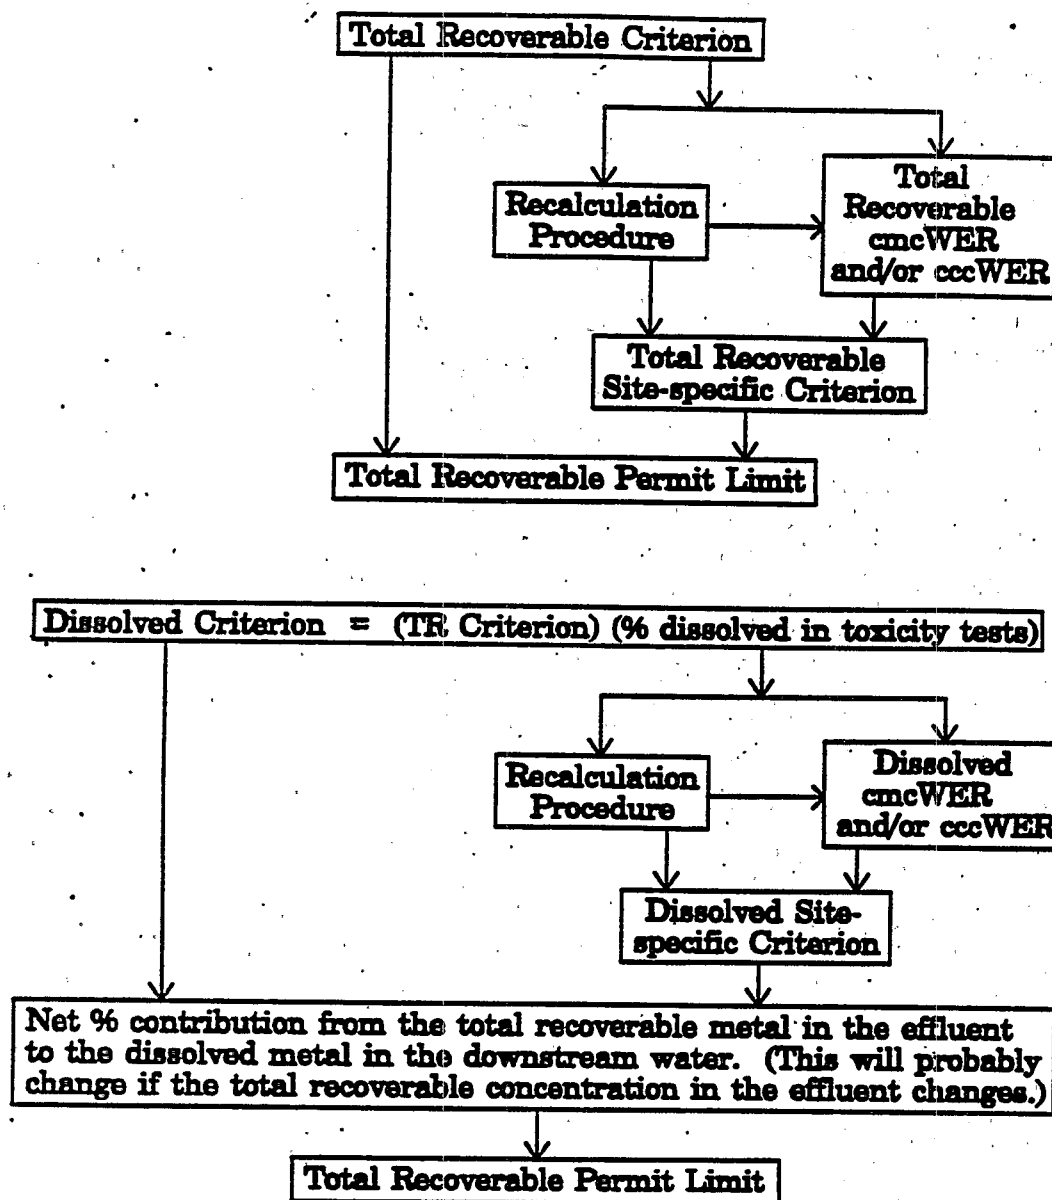 Total Recoverable Criterion
Recalculation
Procedure
Total
Recoverable
cmcWER
and/or cccWER
Total Recoverable
Site-specific Criterion
Total Recoverable Permit Limit
Dissolved Criterion = (TR Criterion) (% dissolved in toxicity tests)
Recalculation
Procedure
Dissolved
cmcWER
and/or cccWER
Dissolved Site-
specific Criterion
Net % contribution from the total recoverable metal in the effluent
to the dissolved metal in the downstream water. (This will probably
change if the total recoverable concentration in the effluent changes.)
Total Recoverable Permit Limit